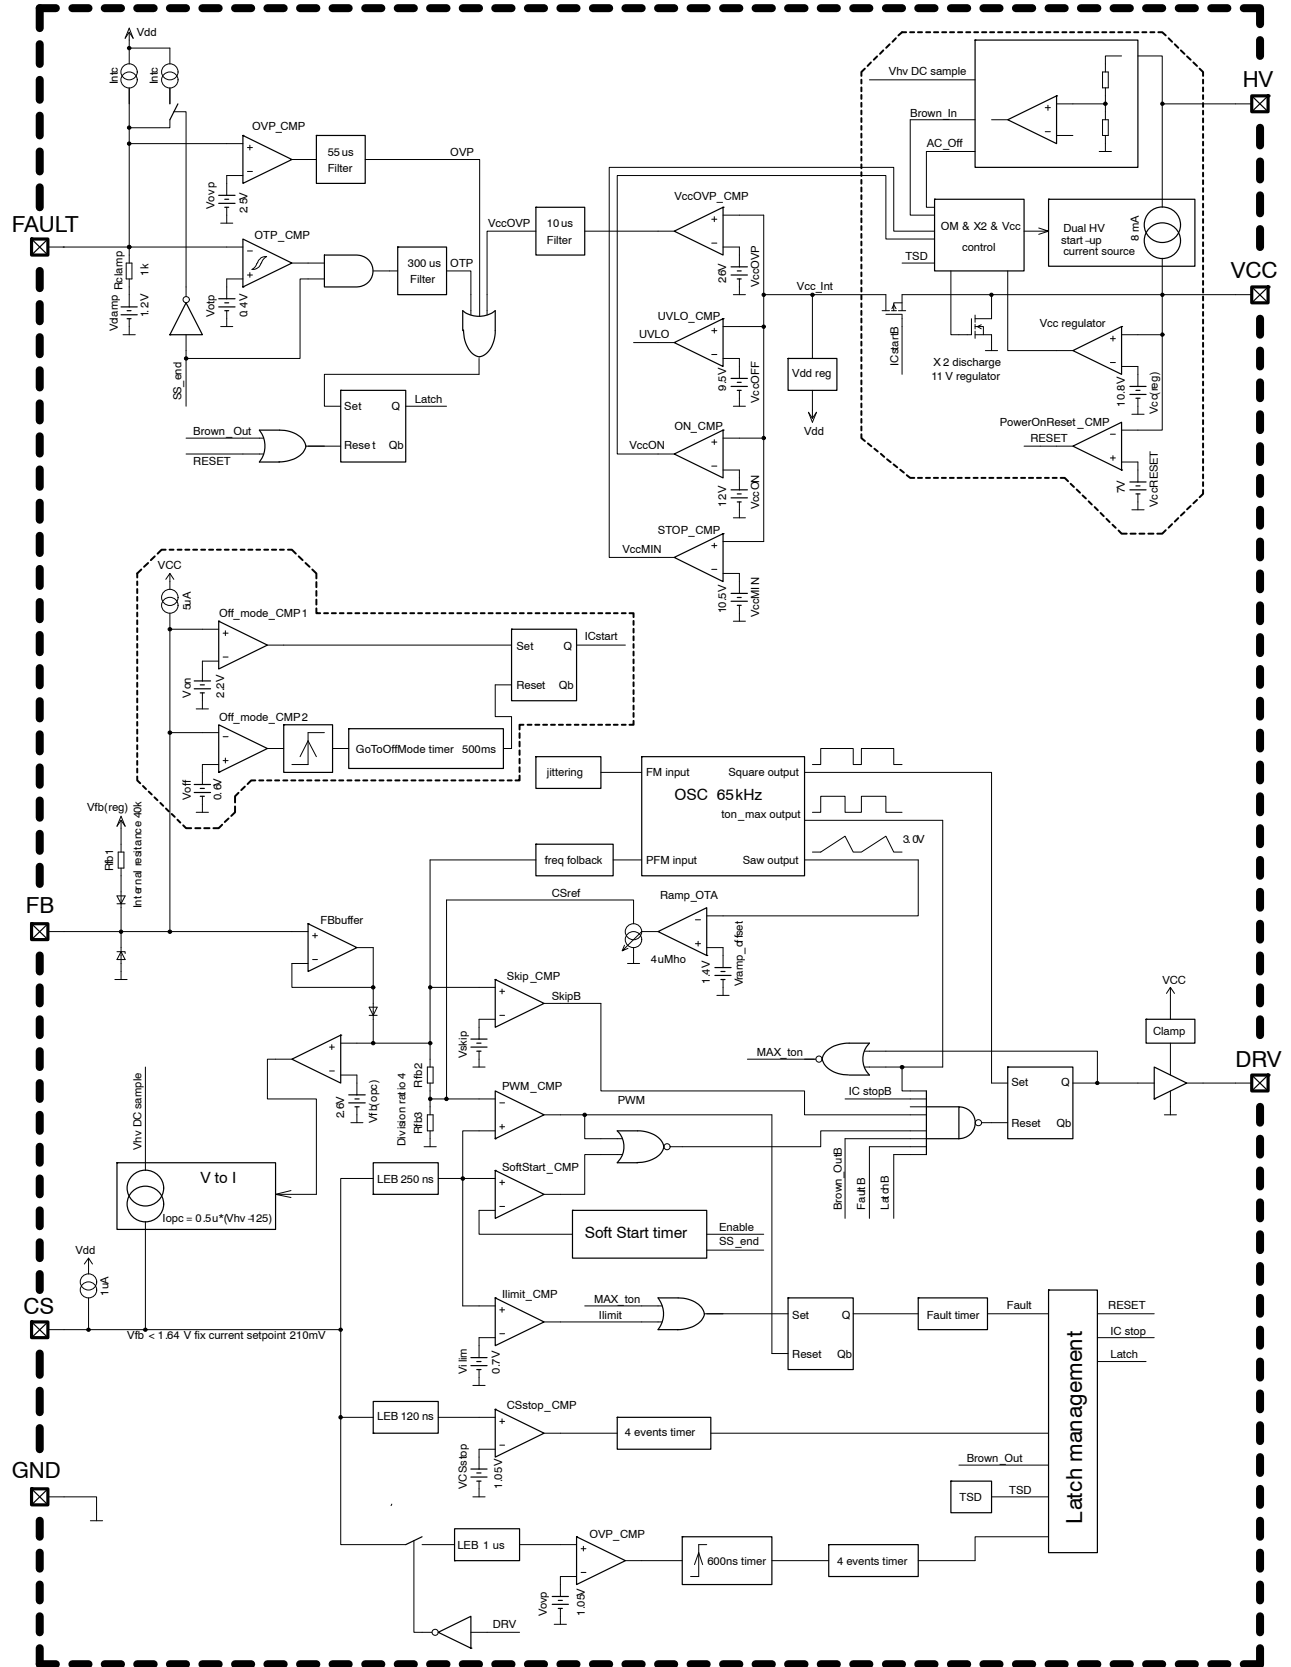 Vdd
Intc
Intc
OVP_CMP
55 us
Filter
OVP
Vovp
2.5V
FAULT
Rclamp
1k
Vclamp
1.2V
OTP_CMP
Votp
0.4V
300 us
Filter
OTP
SS_end
VccOVP
10 us
Filter
Set
Q
Latch
Reset
Qb
Brown_Out
RESET
VccOVP_CMP
26V
VccOVP
UVLO_CMP
UVLO
9.5V
VccOFF
ON_CMP
VccON
12V
VccON
STOP_CMP
VccMIN
10.5V
VccMIN
Vcc_Int
Vdd reg
Vdd
ICstartB
Vhv DC sample
Brown_In
AC_Off
OM & X2 & Vcc
control
TSD
Dual HV
start-up
current source
8 mA
HV
VCC
X2 discharge
11 V regulator
Vcc regulator
10.8V
Vcc(reg)
PowerOnReset_CMP
RESET
7V
VccRESET
VCC
5uA
Off_mode_CMP1
Von
2.2V
Set
Q
ICstart
Reset
Qb
Off_mode_CMP2
GoToOffMode timer 500ms
Voff
0.6V
Vfb(reg)
Rfb1
Internal resitance 40k
FB
FBbuffer
jittering
FM input
Square output
OSC 65kHz
ton_max output
freq folback
PFM input
Saw output
3.0V
CSref
Ramp_OTA
4uMho
1.4V
Vramp_offset
Skip_CMP
SkipB
Vskip
2.6V
Vfb(opc)
Division ratio 4
Rfb2
Rfb3
PWM_CMP
PWM
MAX_ton
IC stopB
Brown_OutB
FaultB
LatchB
Set
Q
Reset
Qb
VCC
Clamp
DRV
Vhv DC sample
V to I
Iopc = 0.5u*(Vhv-125)
LEB 250 ns
SoftStart_CMP
Soft Start timer
Enable
SS_end
Vdd
1uA
CS
Vfb < 1.64 V fix current setpoint 210mV
Ilimit_CMP
Vilim
0.7V
MAX_ton
Ilimit
Set
Q
Reset
Qb
Fault timer
Fault
RESET
IC stop
Latch
Latch management
LEB 120 ns
CSstop_CMP
VCSstop
1.05V
4 events timer
Brown_Out
TSD
TSD
GND
LEB 1 us
OVP_CMP
Vovp
1.05V
600ns timer
4 events timer
DRV